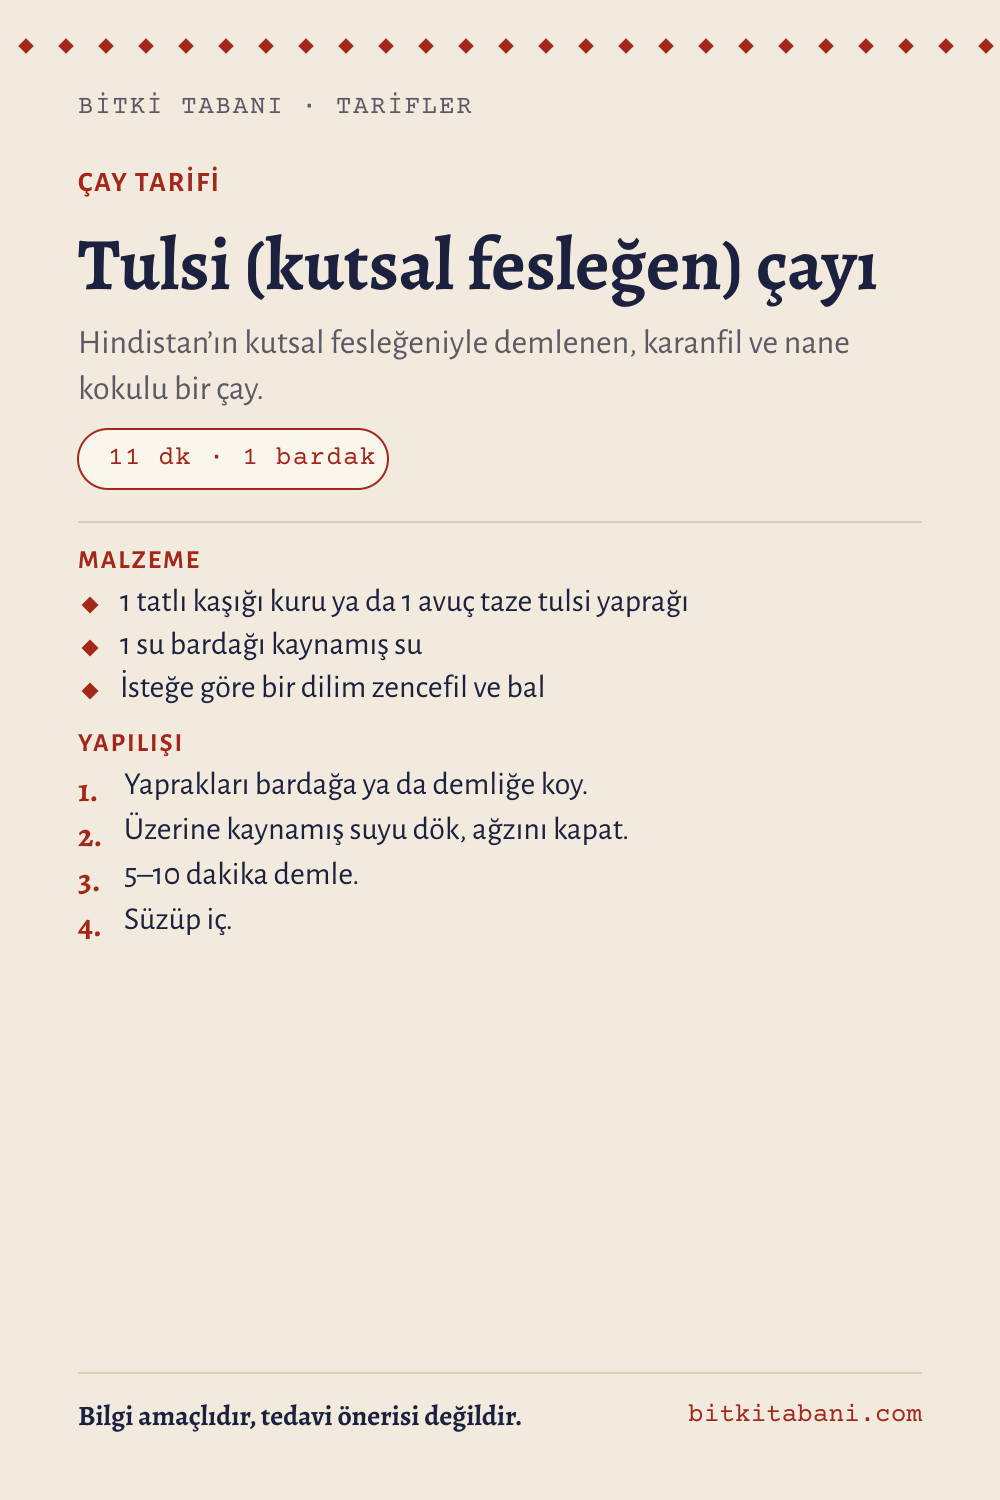 BİTKİ TABANI · TARİFLER
ÇAY TARİFİ
Tulsi (kutsal fesleğen) çayı
Hindistan’ın kutsal fesleğeniyle demlenen, karanfil ve nane
kokulu bir çay.
11 dk · 1 bardak
MALZEME
◆ 1 tatlı kaşığı kuru ya da 1 avuç taze tulsi yaprağı
◆ 1 su bardağı kaynamış su
◆ İsteğe göre bir dilim zencefil ve bal
YAPILIŞI
1. Yaprakları bardağa ya da demliğe koy.
2. Üzerine kaynamış suyu dök, ağzını kapat.
3. 5–10 dakika demle.
4. Süzüp iç.
Bilgi amaçlıdır, tedavi önerisi değildir.
bitkitabani.com